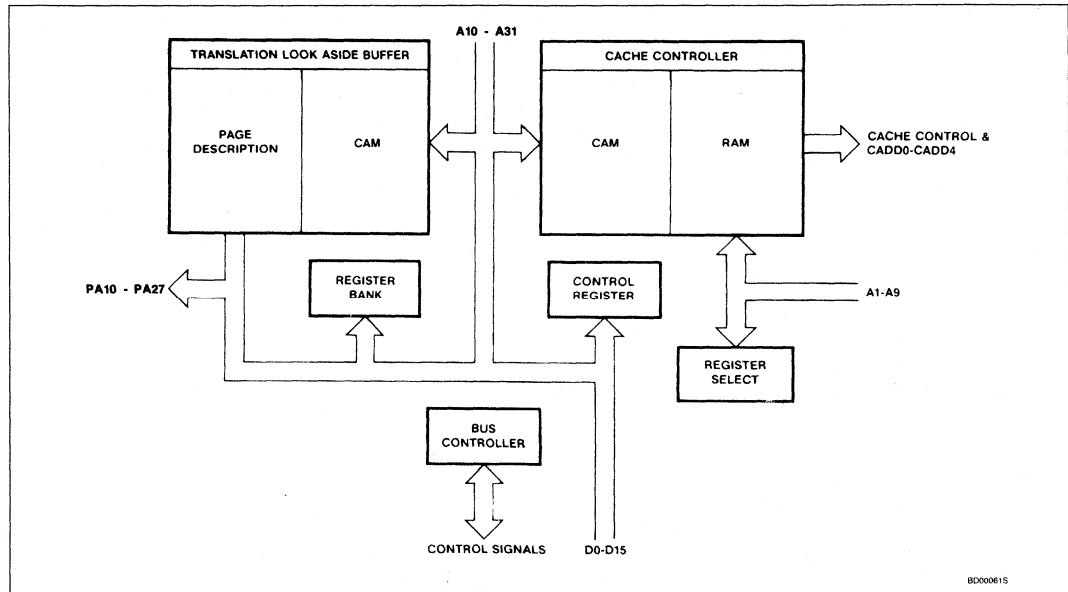 A10 - A31
TRANSLATION LOOK ASIDE BUFFER
PAGE
DESCRIPTION
CAM
CACHE CONTROLLER
CAM
RAM
CACHE CONTROL &
CADD0-CADD4
PA10 - PA27
REGISTER
BANK
CONTROL
REGISTER
A1-A9
REGISTER
SELECT
BUS
CONTROLLER
CONTROL SIGNALS
D0-D15
BD00061S